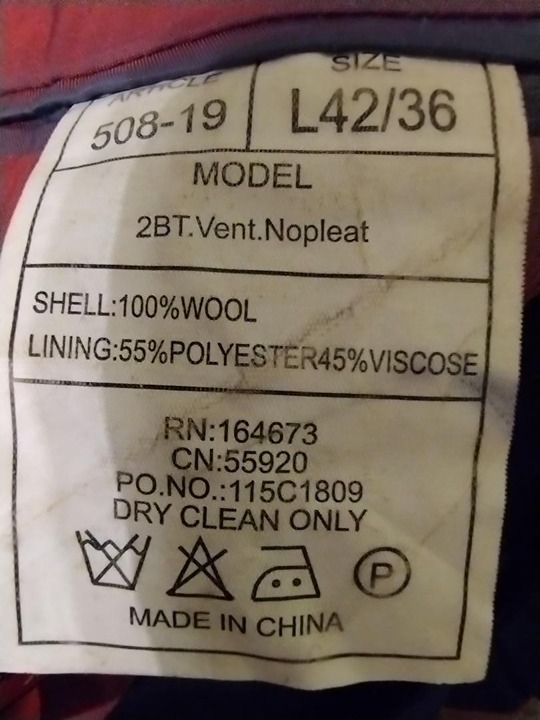 ARTICLE
SIZE
508-19
L42/36
MODEL
2BT.Vent.Nopleat
SHELL:100%WOOL
LINING:55%POLYESTER45%VISCOSE
RN:164673
CN:55920
PO.NO.:115C1809
DRY CLEAN ONLY
P
MADE IN CHINA